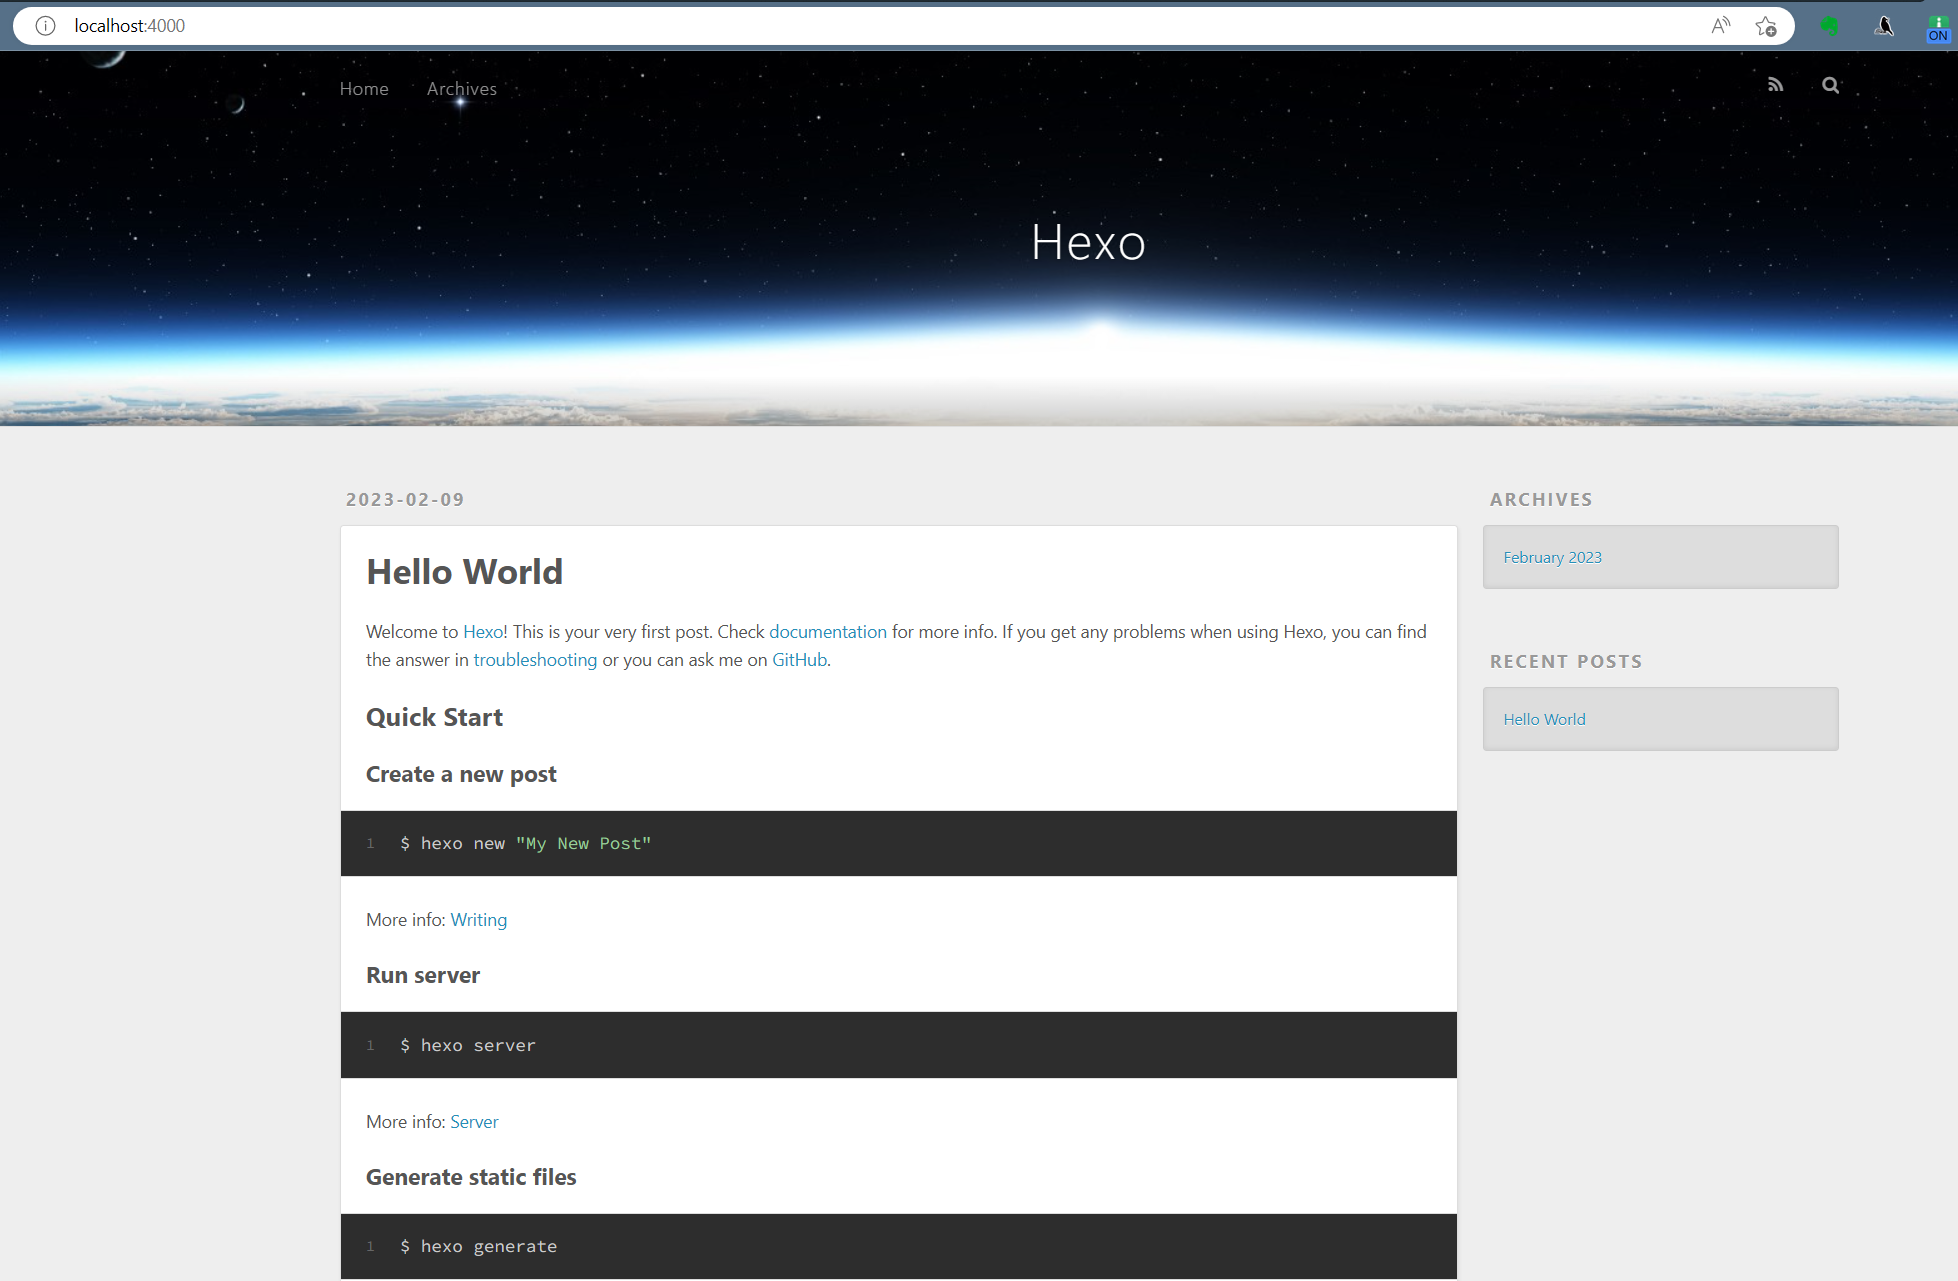 localhost:4000
ON
Home
Archives
Hexo
2023-02-09
Hello World
Welcome to Hexo! This is your very first post. Check documentation for more info. If you get any problems when using Hexo, you can find
the answer in troubleshooting or you can ask me on GitHub.
Quick Start
Create a new post
1 $ hexo new "My New Post"
More info: Writing
Run server
1 $ hexo server
More info: Server
Generate static files
1 $ hexo generate
ARCHIVES
February 2023
RECENT POSTS
Hello World